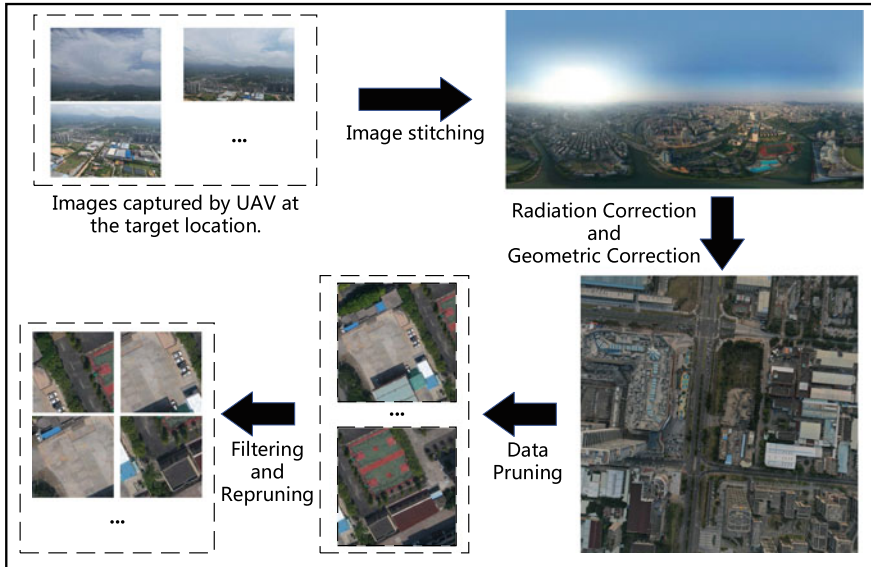 ...
Image stitching
Images captured by UAV at
the target location.
Radiation Correction
and
Geometric Correction
...
Filtering
and
Repruning
Data
Pruning
...